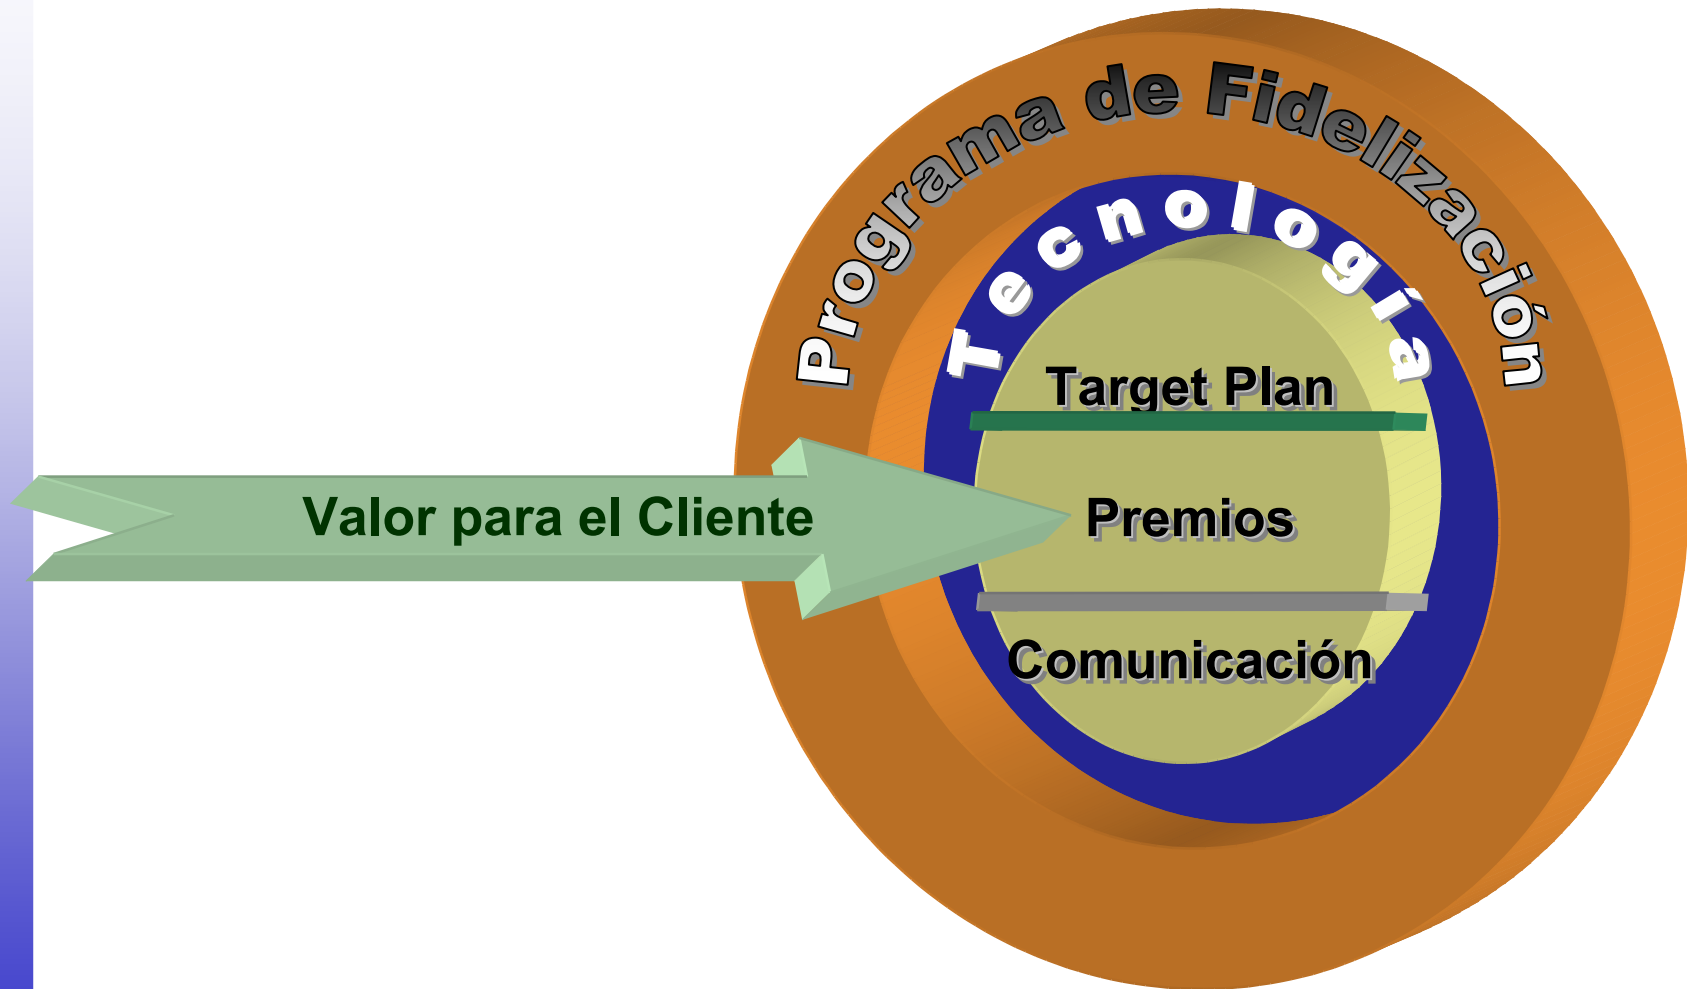 Programa de Fidelización
Tecnología
Target Plan
Valor para el Cliente
Premios
Comunicación